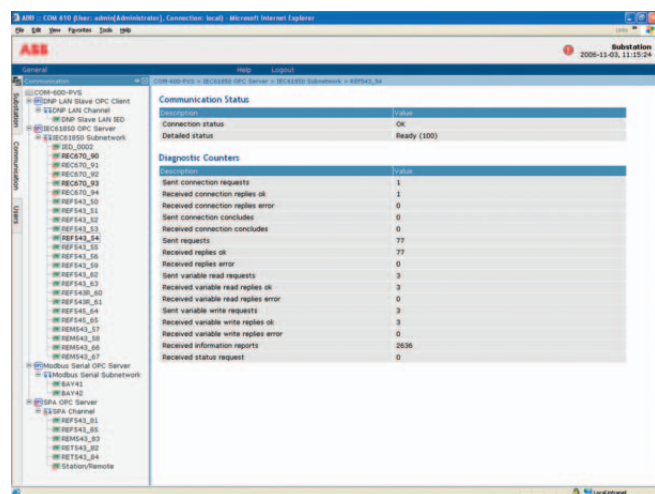 ABB :: COM 610 (User: admin(Administrator), Connection: local) - Microsoft Internet Explorer
File Edit View Favorites Tools Help
ABB
Substation
2006-11-03, 11:15:24
General Help Logout
Communication
COM-600-PVS > IEC61850 OPC Server > IEC61850 Subnetwork > REF543_54
Substation
Communication
Users
COM-600-PVS
DNP LAN Slave OPC Client
DNP LAN Channel
DNP Slave LAN IED
IEC61850 OPC Server
IEC61850 Subnetwork
IED_0002
REC670_90
REC670_91
REC670_92
REC670_93
REC670_94
REF543_50
REF543_51
REF543_52
REF543_53
REF543_54
REF543_55
REF543_56
REF543_59
REF543_62
REF543_63
REF543R_60
REF543R_61
REF545_64
REF545_65
REM543_57
REM543_58
REM543_66
REM543_67
Modbus Serial OPC Server
Modbus Serial Subnetwork
BAY41
BAY42
SPA OPC Server
SPA Channel
REF543_81
REF543_85
REM543_83
RET543_82
RET543_84
Station/Remote
Communication Status
Description Value
Connection status OK
Detailed status Ready (100)
Diagnostic Counters
Description Value
Sent connection requests 1
Received connection replies ok 1
Received connection replies error 0
Sent connection concludes 0
Received connection concludes 0
Sent requests 77
Received replies ok 77
Received replies error 0
Sent variable read requests 3
Received variable read replies ok 3
Received variable read replies error 0
Sent variable write requests 3
Received variable write replies ok 3
Received variable write replies error 0
Received information reports 2636
Received status request 0
Local intranet